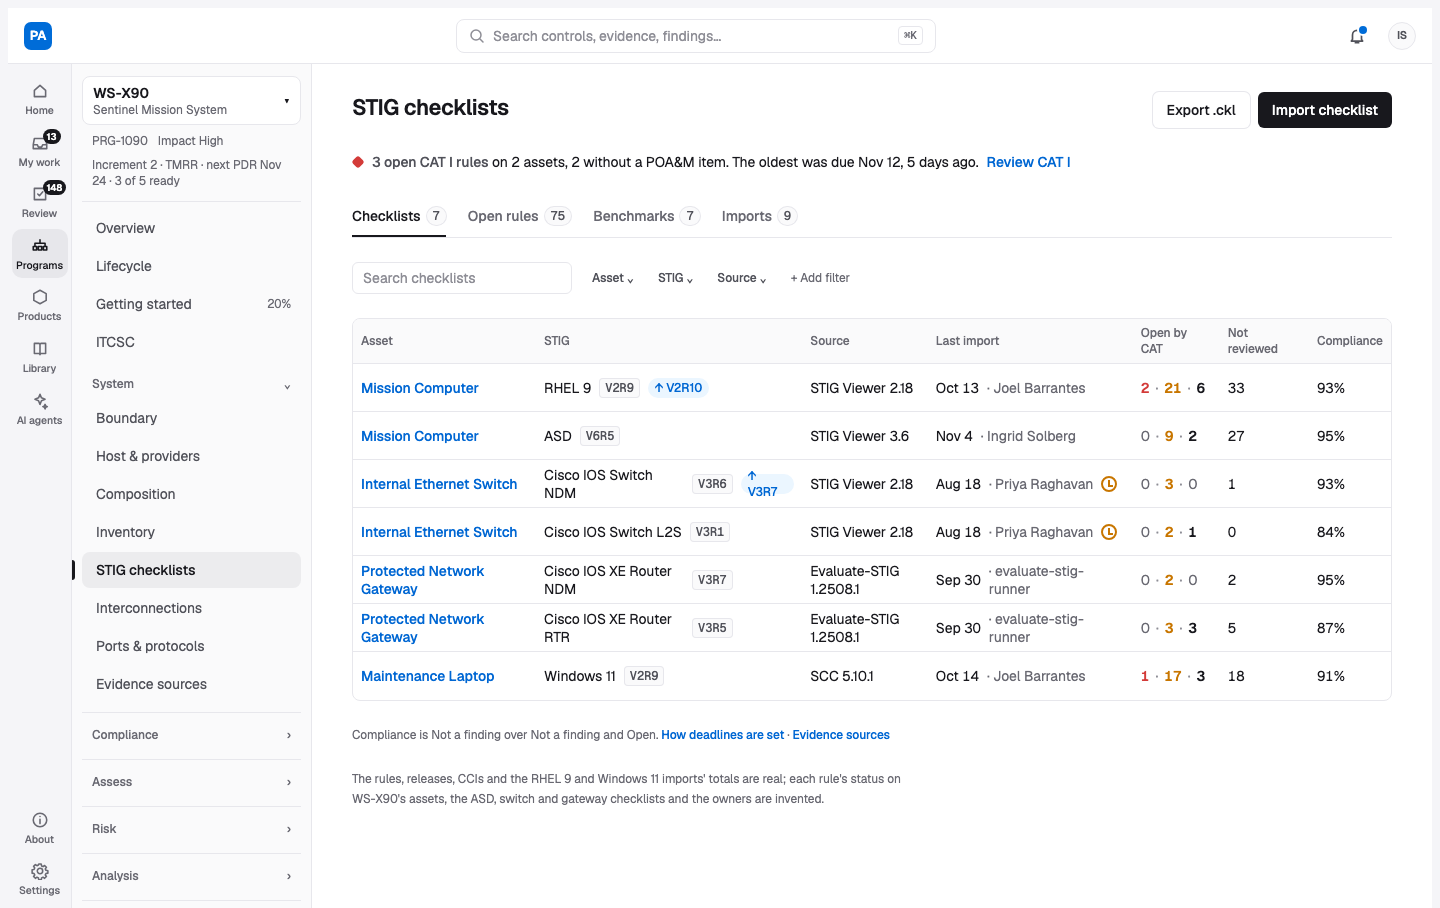 PA
Search controls, evidence, findings...
⌘K
IS
Home
13
My work
148
Review
Programs
Products
Library
AI agents
About
Settings
WS-X90
Sentinel Mission System
PRG-1090 Impact High
Increment 2 · TMRR · next PDR Nov
24 · 3 of 5 ready
Overview
Lifecycle
Getting started 20%
ITCSC
System
Boundary
Host & providers
Composition
Inventory
STIG checklists
Interconnections
Ports & protocols
Evidence sources
Compliance
Assess
Risk
Analysis
STIG checklists
Export .ckl
Import checklist
3 open CAT I rules on 2 assets, 2 without a POA&M item. The oldest was due Nov 12, 5 days ago. Review CAT I
Checklists 7 Open rules 75 Benchmarks 7 Imports 9
Search checklists
Asset STIG Source + Add filter
Asset STIG Source Last import Open by CAT Not reviewed Compliance
Mission Computer RHEL 9 V2R9 ↑ V2R10 STIG Viewer 2.18 Oct 13 · Joel Barrantes 2 · 21 · 6 33 93%
Mission Computer ASD V6R5 STIG Viewer 3.6 Nov 4 · Ingrid Solberg 0 · 9 · 2 27 95%
Internal Ethernet Switch Cisco IOS Switch NDM V3R6 ↑ V3R7 STIG Viewer 2.18 Aug 18 · Priya Raghavan 0 · 3 · 0 1 93%
Internal Ethernet Switch Cisco IOS Switch L2S V3R1 STIG Viewer 2.18 Aug 18 · Priya Raghavan 0 · 2 · 1 0 84%
Protected Network Gateway Cisco IOS XE Router NDM V3R7 Evaluate-STIG 1.2508.1 Sep 30 · evaluate-stig-runner 0 · 2 · 0 2 95%
Protected Network Gateway Cisco IOS XE Router RTR V3R5 Evaluate-STIG 1.2508.1 Sep 30 · evaluate-stig-runner 0 · 3 · 3 5 87%
Maintenance Laptop Windows 11 V2R9 SCC 5.10.1 Oct 14 · Joel Barrantes 1 · 17 · 3 18 91%
Compliance is Not a finding over Not a finding and Open. How deadlines are set · Evidence sources
The rules, releases, CCIs and the RHEL 9 and Windows 11 imports' totals are real; each rule's status on
WS-X90's assets, the ASD, switch and gateway checklists and the owners are invented.